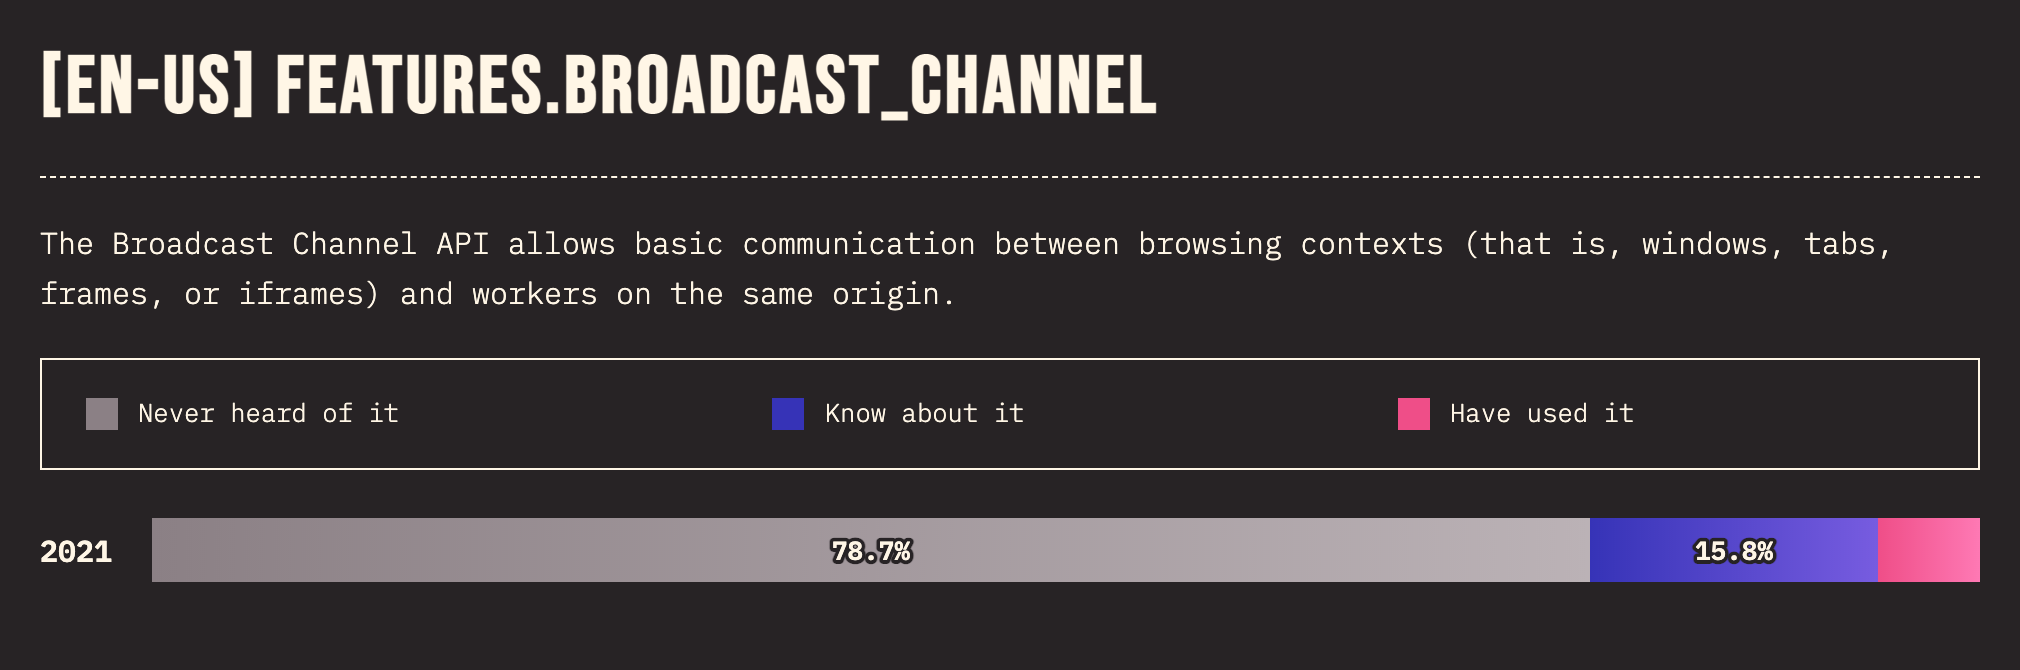 [EN-US] FEATURES.BROADCAST_CHANNEL
The Broadcast Channel API allows basic communication between browsing contexts (that is, windows, tabs,
frames, or iframes) and workers on the same origin.
Never heard of it
Know about it
Have used it
2021
78.7%
15.8%